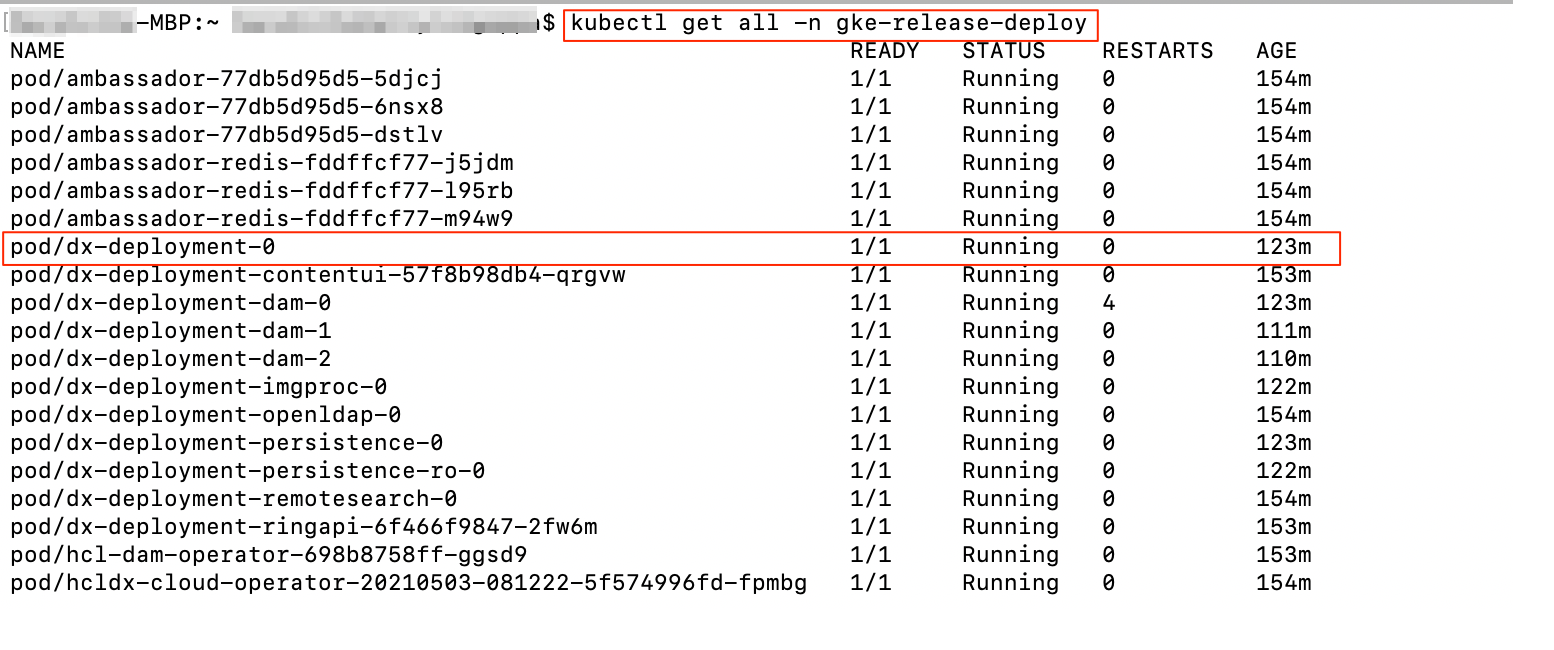 -MBP:~ $ kubectl get all -n gke-release-deploy
NAME READY STATUS RESTARTS AGE
pod/ambassador-77db5d95d5-5djcj 1/1 Running 0 154m
pod/ambassador-77db5d95d5-6nsx8 1/1 Running 0 154m
pod/ambassador-77db5d95d5-dstlv 1/1 Running 0 154m
pod/ambassador-redis-fddffcf77-j5jdm 1/1 Running 0 154m
pod/ambassador-redis-fddffcf77-l95rb 1/1 Running 0 154m
pod/ambassador-redis-fddffcf77-m94w9 1/1 Running 0 154m
pod/dx-deployment-0 1/1 Running 0 123m
pod/dx-deployment-contentui-57f8b98db4-qrgvw 1/1 Running 0 153m
pod/dx-deployment-dam-0 1/1 Running 4 123m
pod/dx-deployment-dam-1 1/1 Running 0 111m
pod/dx-deployment-dam-2 1/1 Running 0 110m
pod/dx-deployment-imgproc-0 1/1 Running 0 122m
pod/dx-deployment-openldap-0 1/1 Running 0 154m
pod/dx-deployment-persistence-0 1/1 Running 0 123m
pod/dx-deployment-persistence-ro-0 1/1 Running 0 122m
pod/dx-deployment-remotesearch-0 1/1 Running 0 154m
pod/dx-deployment-ringapi-6f466f9847-2fw6m 1/1 Running 0 153m
pod/hcl-dam-operator-698b8758ff-ggsd9 1/1 Running 0 153m
pod/hcldx-cloud-operator-20210503-081222-5f574996fd-fpmbg 1/1 Running 0 154m